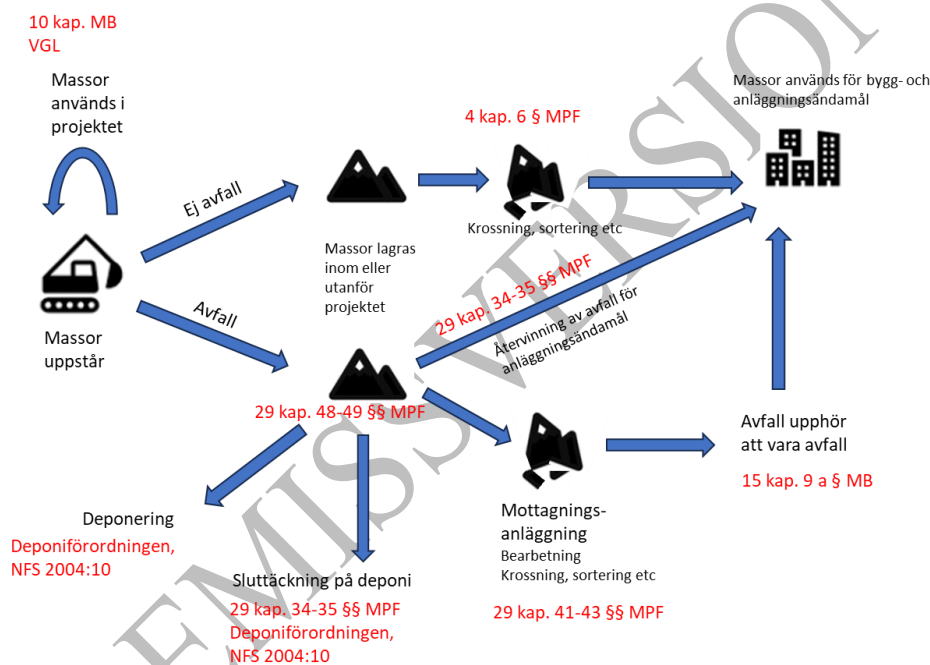 10 kap. MB
VGL
Massor
används i
projektet
Massor används för bygg- och
anläggningsändamål
4 kap. 6 § MPF
Ej avfall
Krossning, sortering etc
Massor lagras
inom eller
utanför
projektet
29 kap. 34-35 §§ MPF
Återvinning av avfall för
anläggningsändamål
Avfall
Massor
uppstår
29 kap. 48-49 §§ MPF
Avfall upphör
att vara avfall
15 kap. 9 a § MB
Deponering
Deponiförordningen,
NFS 2004:10
Mottagnings-
anläggning
Bearbetning
Krossning, sortering etc
29 kap. 41-43 §§ MPF
Sluttäckning på deponi
29 kap. 34-35 §§ MPF
Deponiförordningen,
NFS 2004:10
EMISSVERSION